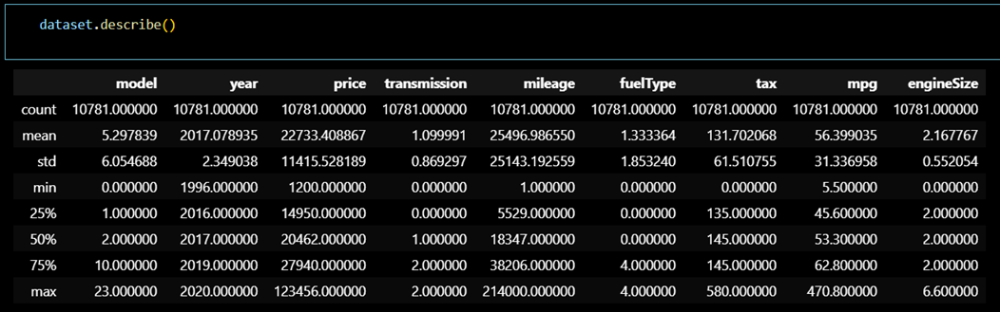 dataset.describe()
model year price transmission mileage fuelType tax mpg engineSize
count 10781.000000 10781.000000 10781.000000 10781.000000 10781.000000 10781.000000 10781.000000 10781.000000 10781.000000
mean 5.297839 2017.078935 22733.408867 1.099991 25496.986550 1.333364 131.702068 56.399035 2.167767
std 6.054688 2.349038 11415.528189 0.869297 25143.192559 1.853240 61.510755 31.336958 0.552054
min 0.000000 1996.000000 1200.000000 0.000000 1.000000 0.000000 0.000000 5.500000 0.000000
25% 1.000000 2016.000000 14950.000000 0.000000 5529.000000 0.000000 135.000000 45.600000 2.000000
50% 2.000000 2017.000000 20462.000000 1.000000 18347.000000 0.000000 145.000000 53.300000 2.000000
75% 10.000000 2019.000000 27940.000000 2.000000 38206.000000 4.000000 145.000000 62.800000 2.000000
max 23.000000 2020.000000 123456.000000 2.000000 214000.000000 4.000000 580.000000 470.800000 6.600000